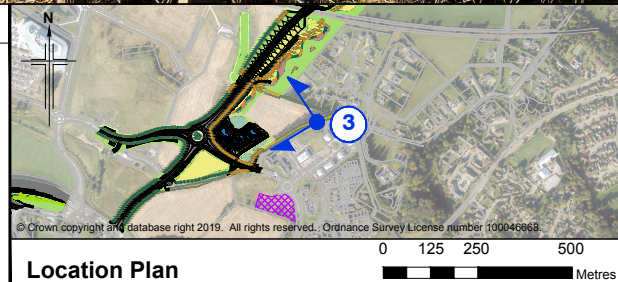 N
3
© Crown copyright and database right 2019. All rights reserved. Ordnance Survey License number 100046668.
Location Plan
0 125 250 500
Metres